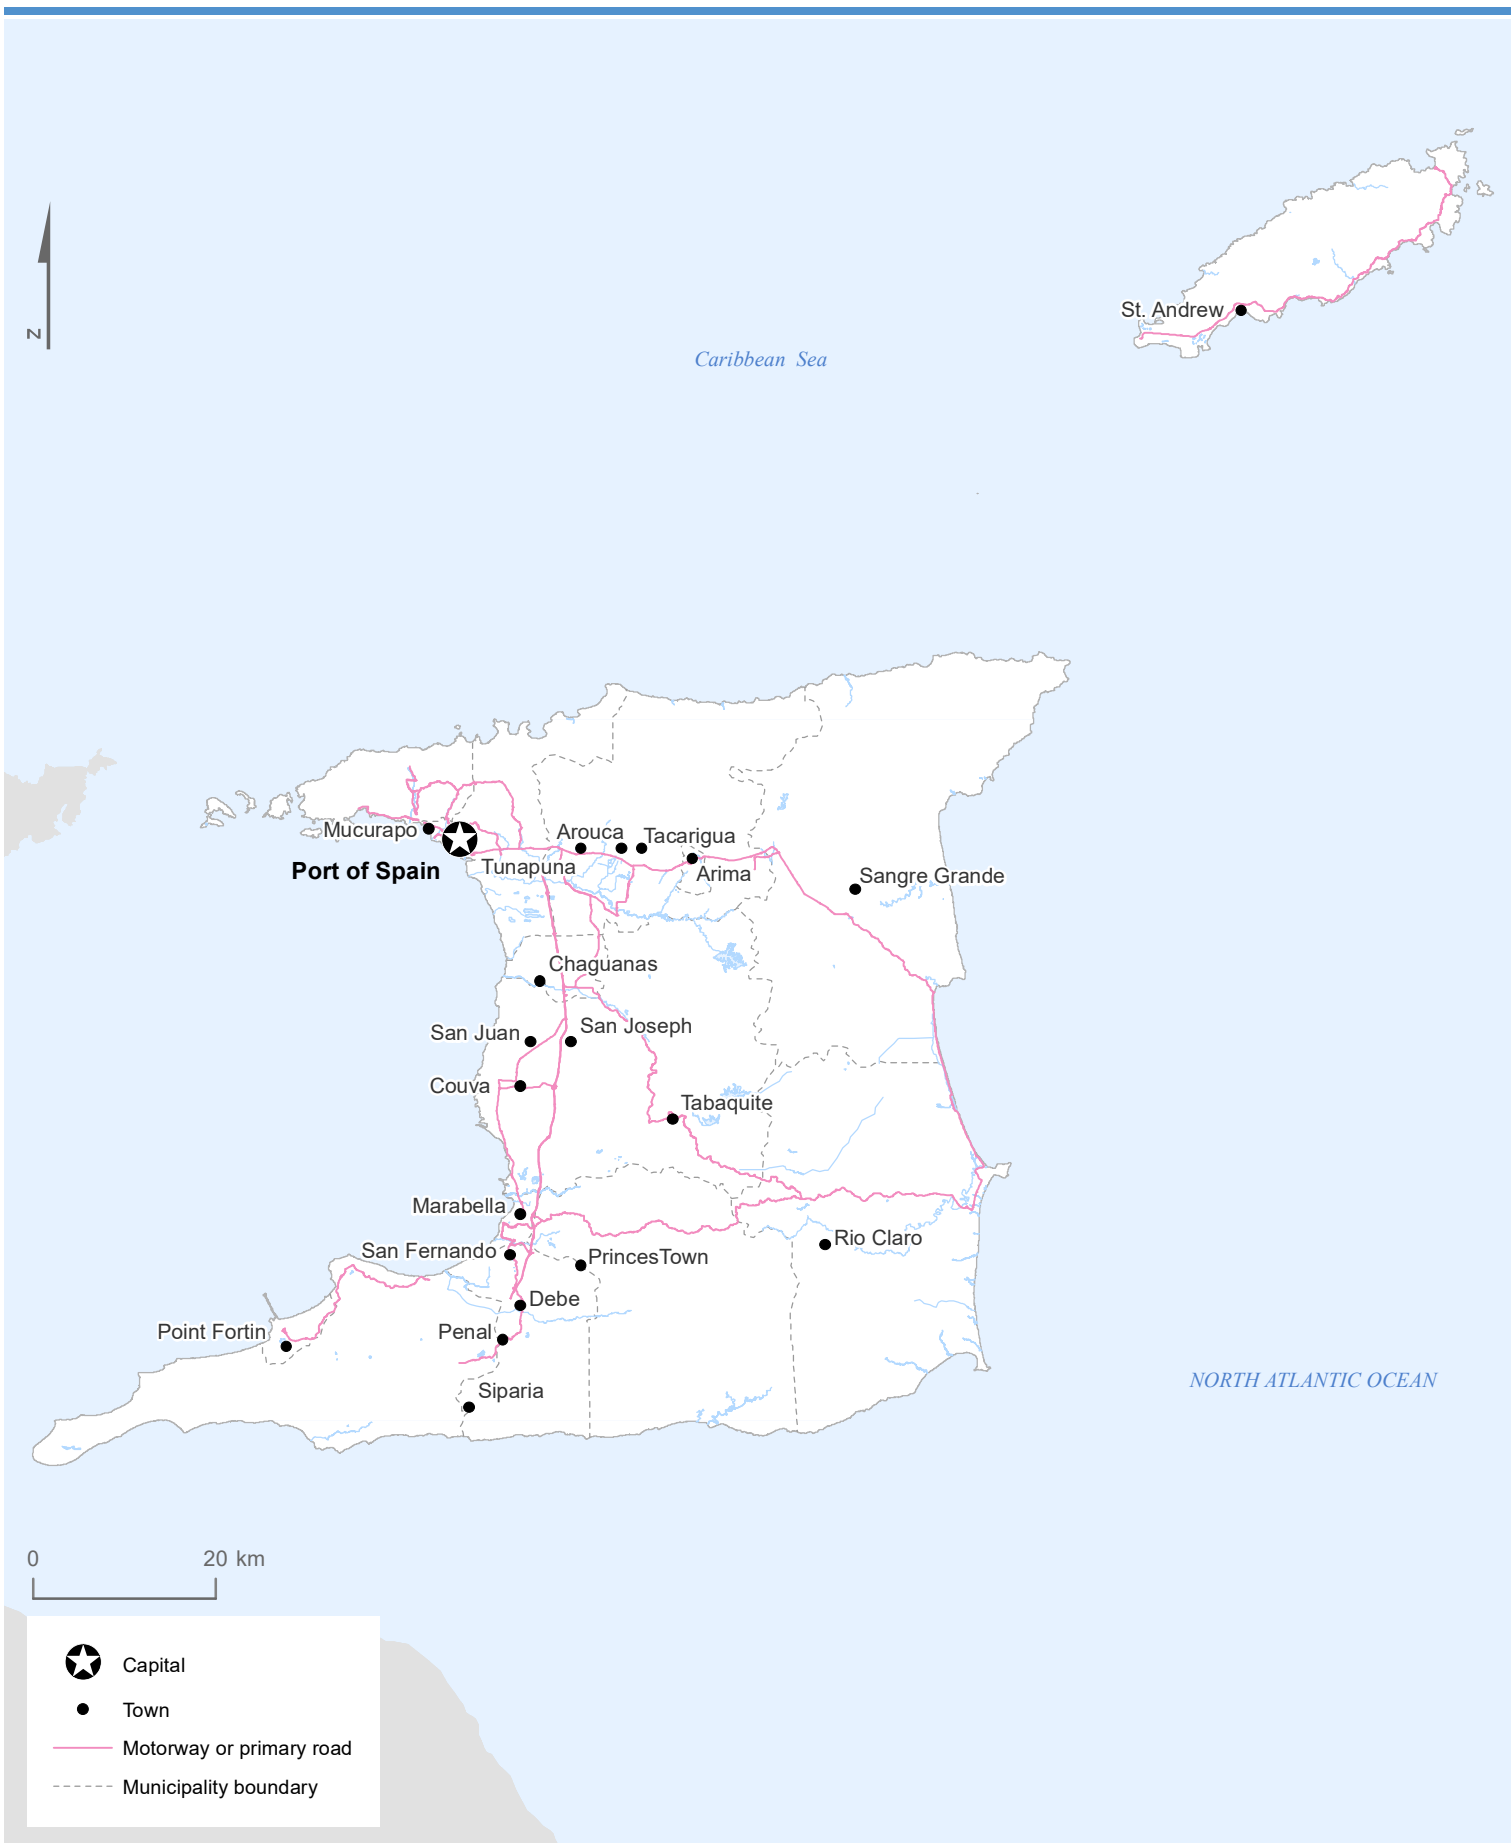 St. Andrew
Z
Caribbean Sea
Mucurapo
Arouca
Tacarigua
Port of Spain
Tunapuna
Arima
Sangre Grande
Chaguanas
San Juan
San Joseph
Couva
Tabaquite
Marabella
San Fernando
PrincesTown
Rio Claro
Debe
Point Fortin
Penal
Siparia
NORTH ATLANTIC OCEAN
0 20 km
Capital
Town
Motorway or primary road
Municipality boundary